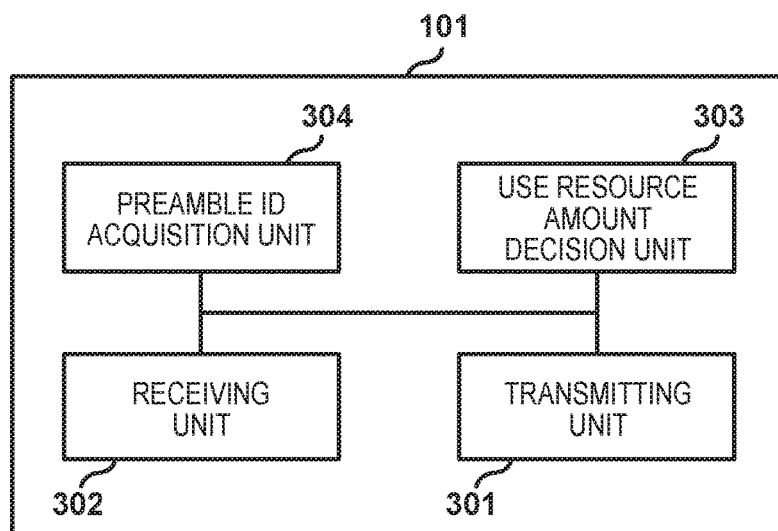 101
304
303
PREAMBLE ID
ACQUISITION UNIT
USE RESOURCE
AMOUNT
DECISION UNIT
RECEIVING
UNIT
TRANSMITTING
UNIT
302
301